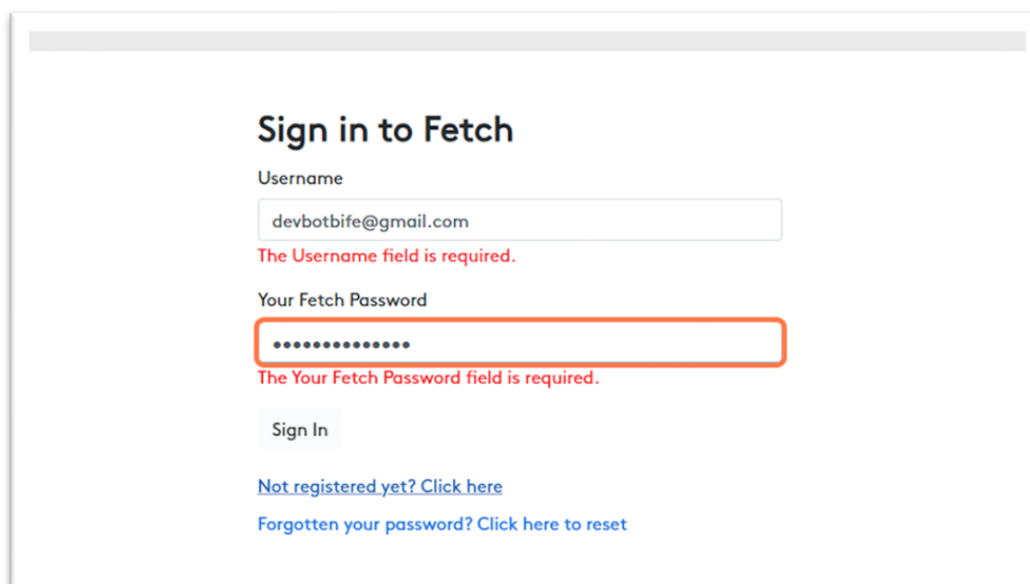 Sign in to Fetch
Username
devbotbife@gmail.com
The Username field is required.
Your Fetch Password
••••••••••••••
The Your Fetch Password field is required.
Sign In
Not registered yet? Click here
Forgotten your password? Click here to reset